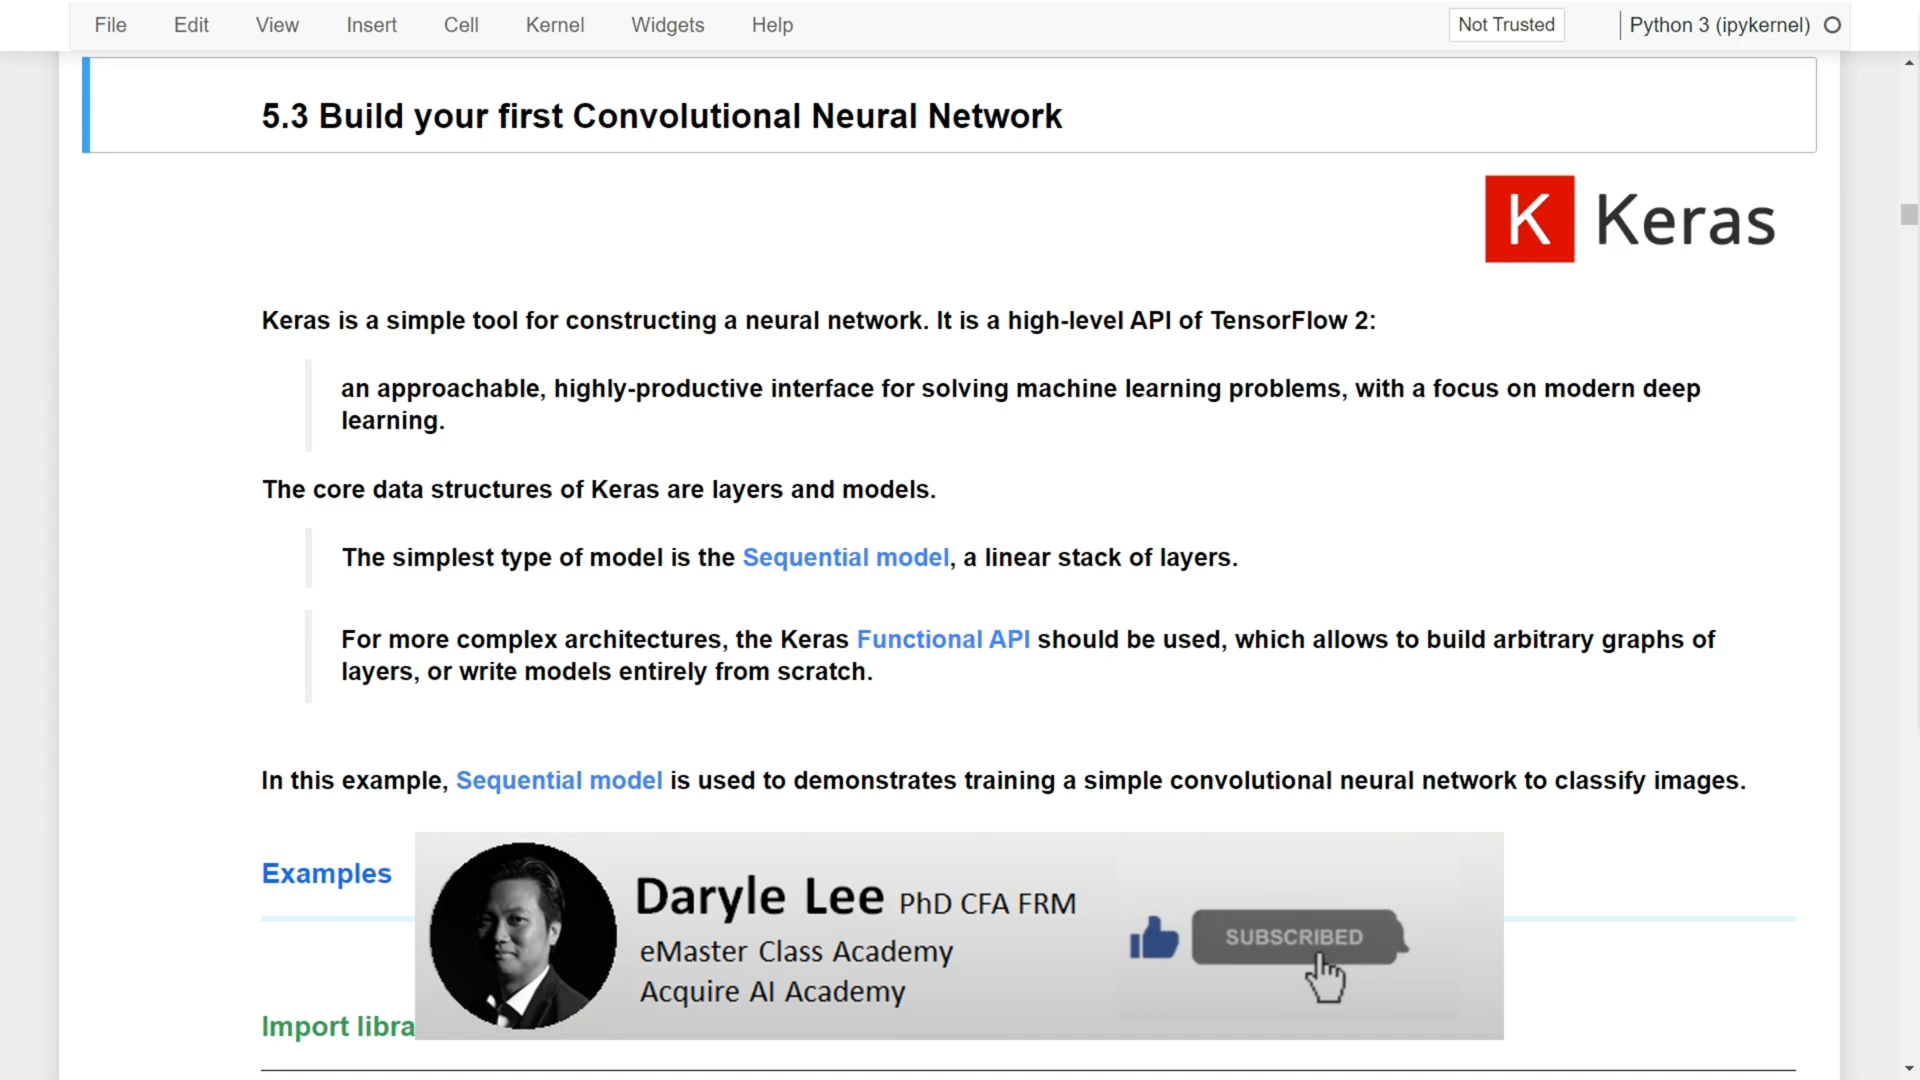 File Edit View Insert Cell Kernel Widgets Help Not Trusted Python 3 (ipykernel)
5.3 Build your first Convolutional Neural Network
K Keras
Keras is a simple tool for constructing a neural network. It is a high-level API of TensorFlow 2:
an approachable, highly-productive interface for solving machine learning problems, with a focus on modern deep
learning.
The core data structures of Keras are layers and models.
The simplest type of model is the Sequential model, a linear stack of layers.
For more complex architectures, the Keras Functional API should be used, which allows to build arbitrary graphs of
layers, or write models entirely from scratch.
In this example, Sequential model is used to demonstrates training a simple convolutional neural network to classify images.
Examples
Daryle Lee PhD CFA FRM
eMaster Class Academy
Acquire AI Academy
SUBSCRIBED
Import libra